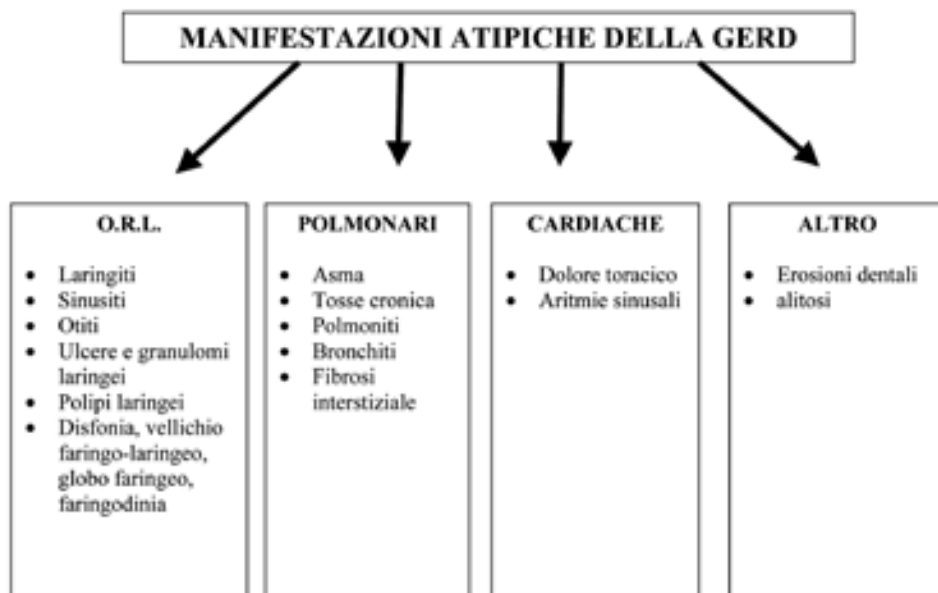 MANIFESTAZIONI ATIPICHE DELLA GERD
O.R.L.
• Laringiti
• Sinusiti
• Otiti
• Ulcere e granulomi
laringei
• Polipi laringei
• Disfonia, vellichio
faringo-laringeo,
globo faringeo,
faringodinia
POLMONARI
• Asma
• Tosse cronica
• Polmoniti
• Bronchiti
• Fibrosi
interstiziale
CARDIACHE
• Dolore toracico
• Aritmie sinusali
ALTRO
• Erosioni dentali
• alitosi